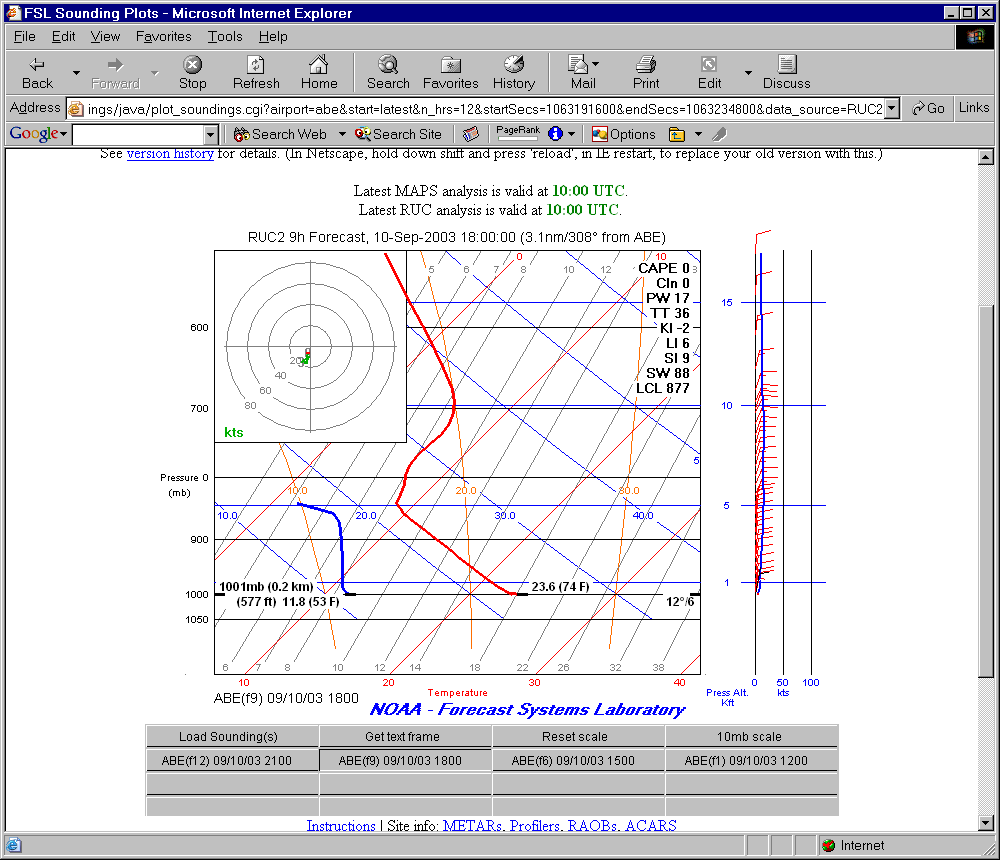 FSL Sounding Plots - Microsoft Internet Explorer
File Edit View Favorites Tools Help
Back Forward Stop Refresh Home Search Favorites History Mail Print Edit Discuss
Address ings/java/plot_soundings.cgi?airport=abe&start=latest&n_hrs=12&startSecs=1063191600&endSecs=1063234800&data_source=RUC2 Go Links
Google Search Web Search Site PageRank Options
See version history for details. (In Netscape, hold down shift and press 'reload', in IE restart, to replace your old version with this.)
Latest MAPS analysis is valid at 10:00 UTC.
Latest RUC analysis is valid at 10:00 UTC.
RUC2 9h Forecast, 10-Sep-2003 18:00:00 (3.1nm/308° from ABE)
0 10
5 6 7 8 10 12
CAPE 0
CIn 0
PW 17
TT 36
KI -2
LI 6
SI 9
SW 88
LCL 877
600
700
Pressure 0
(mb)
900
1000
1050
20
40
60
80
kts
5
10.0 20.0 30.0
10.0 20.0 30.0 40.0
1001mb (0.2 km)
(577 ft) 11.8 (53 F)
23.6 (74 F)
12°/6
6 7 8 10 12 14 18 22 26 32 38
10 20 30 40
Temperature
ABE(f9) 09/10/03 1800
NOAA - Forecast Systems Laboratory
15
10
5
1
0 50 100
Press Alt. kts
Kft
Load Sounding(s) Get text frame Reset scale 10mb scale
ABE(f12) 09/10/03 2100 ABE(f9) 09/10/03 1800 ABE(f6) 09/10/03 1500 ABE(f1) 09/10/03 1200
Instructions | Site info: METARs, Profilers, RAOBs, ACARS
Internet